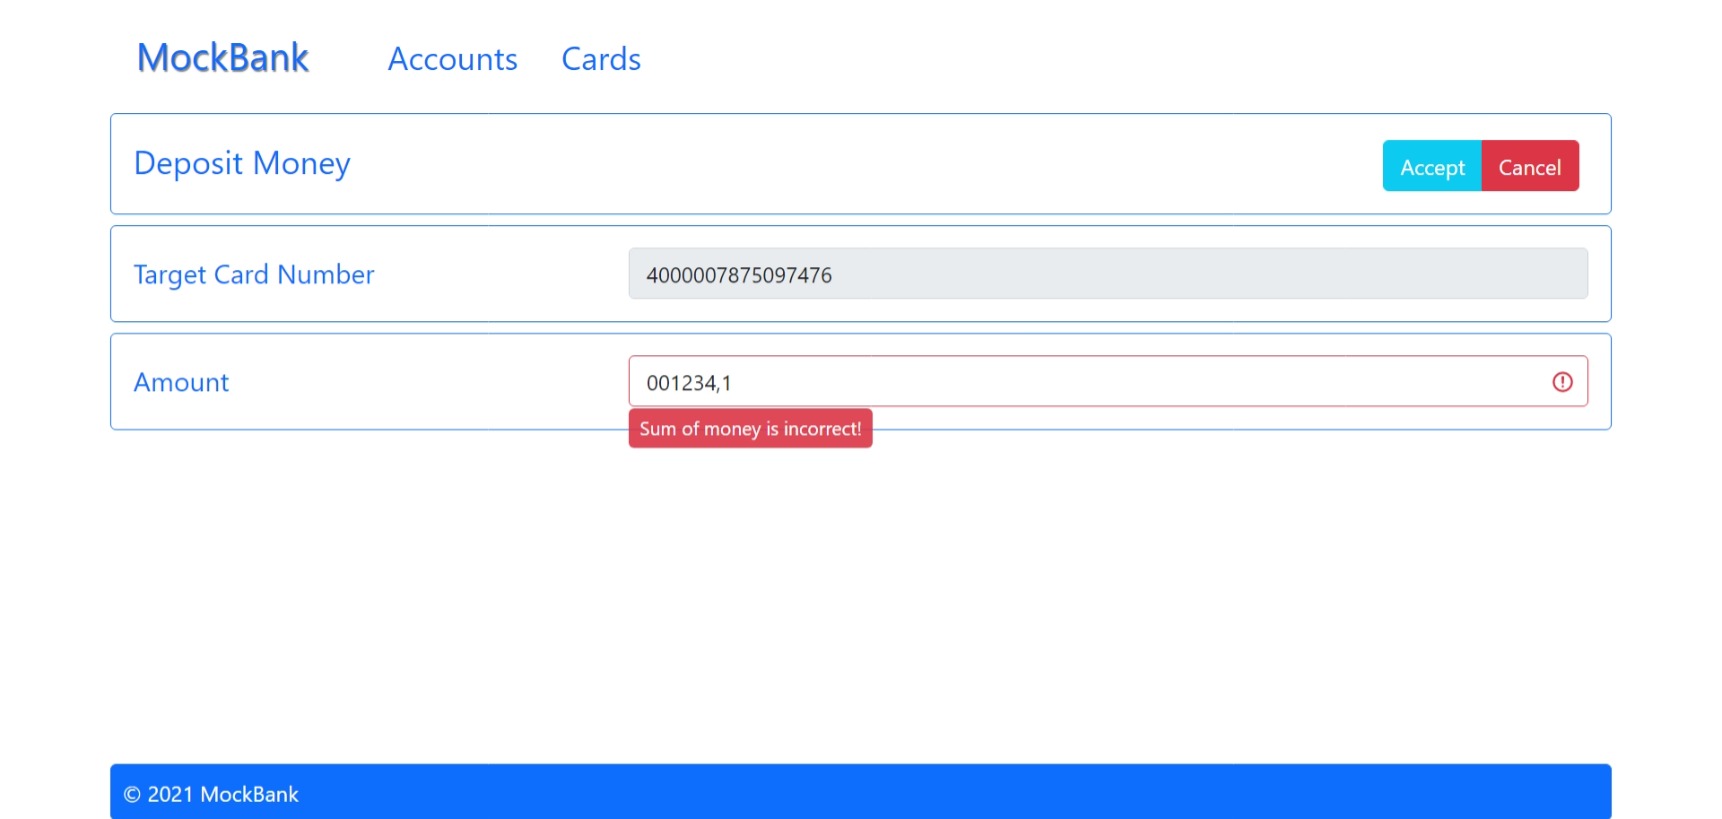 MockBank Accounts Cards
Deposit Money Accept Cancel
Target Card Number 4000007875097476
Amount 001234,1
Sum of money is incorrect!
© 2021 MockBank